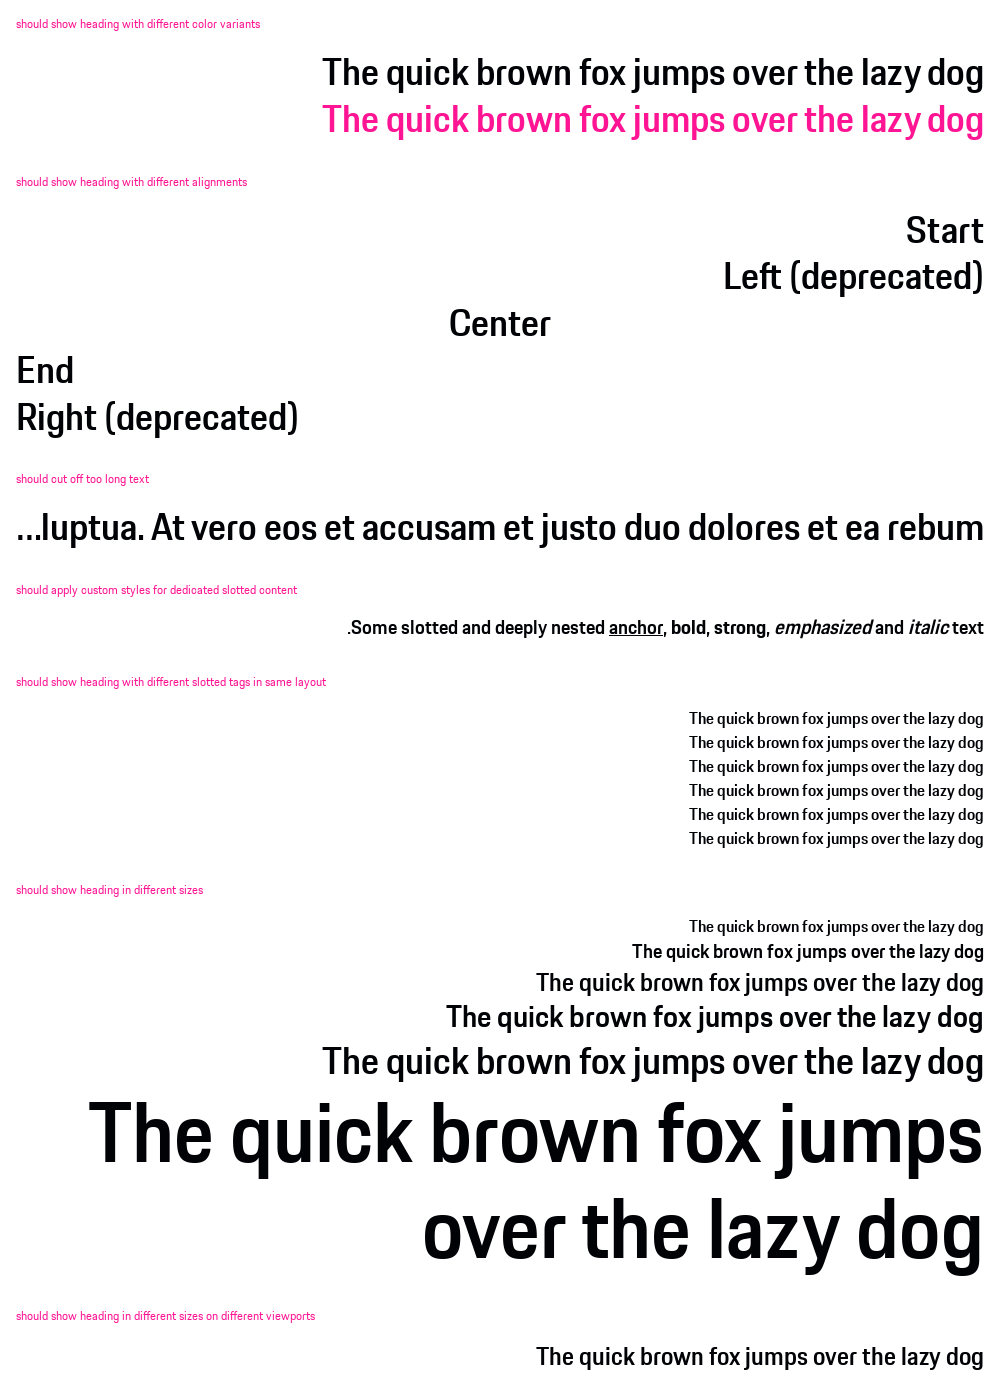 should show heading with different color variants
The quick brown fox jumps over the lazy dog
The quick brown fox jumps over the lazy dog
should show heading with different alignments
Start
Left (deprecated)
Center
End
Right (deprecated)
should cut off too long text
...luptua. At vero eos et accusam et justo duo dolores et ea rebum
should apply custom styles for dedicated slotted content
.Some slotted and deeply nested anchor, bold, strong, emphasized and italic text
should show heading with different slotted tags in same layout
The quick brown fox jumps over the lazy dog
The quick brown fox jumps over the lazy dog
The quick brown fox jumps over the lazy dog
The quick brown fox jumps over the lazy dog
The quick brown fox jumps over the lazy dog
The quick brown fox jumps over the lazy dog
should show heading in different sizes
The quick brown fox jumps over the lazy dog
The quick brown fox jumps over the lazy dog
The quick brown fox jumps over the lazy dog
The quick brown fox jumps over the lazy dog
The quick brown fox jumps over the lazy dog
The quick brown fox jumps
over the lazy dog
should show heading in different sizes on different viewports
The quick brown fox jumps over the lazy dog